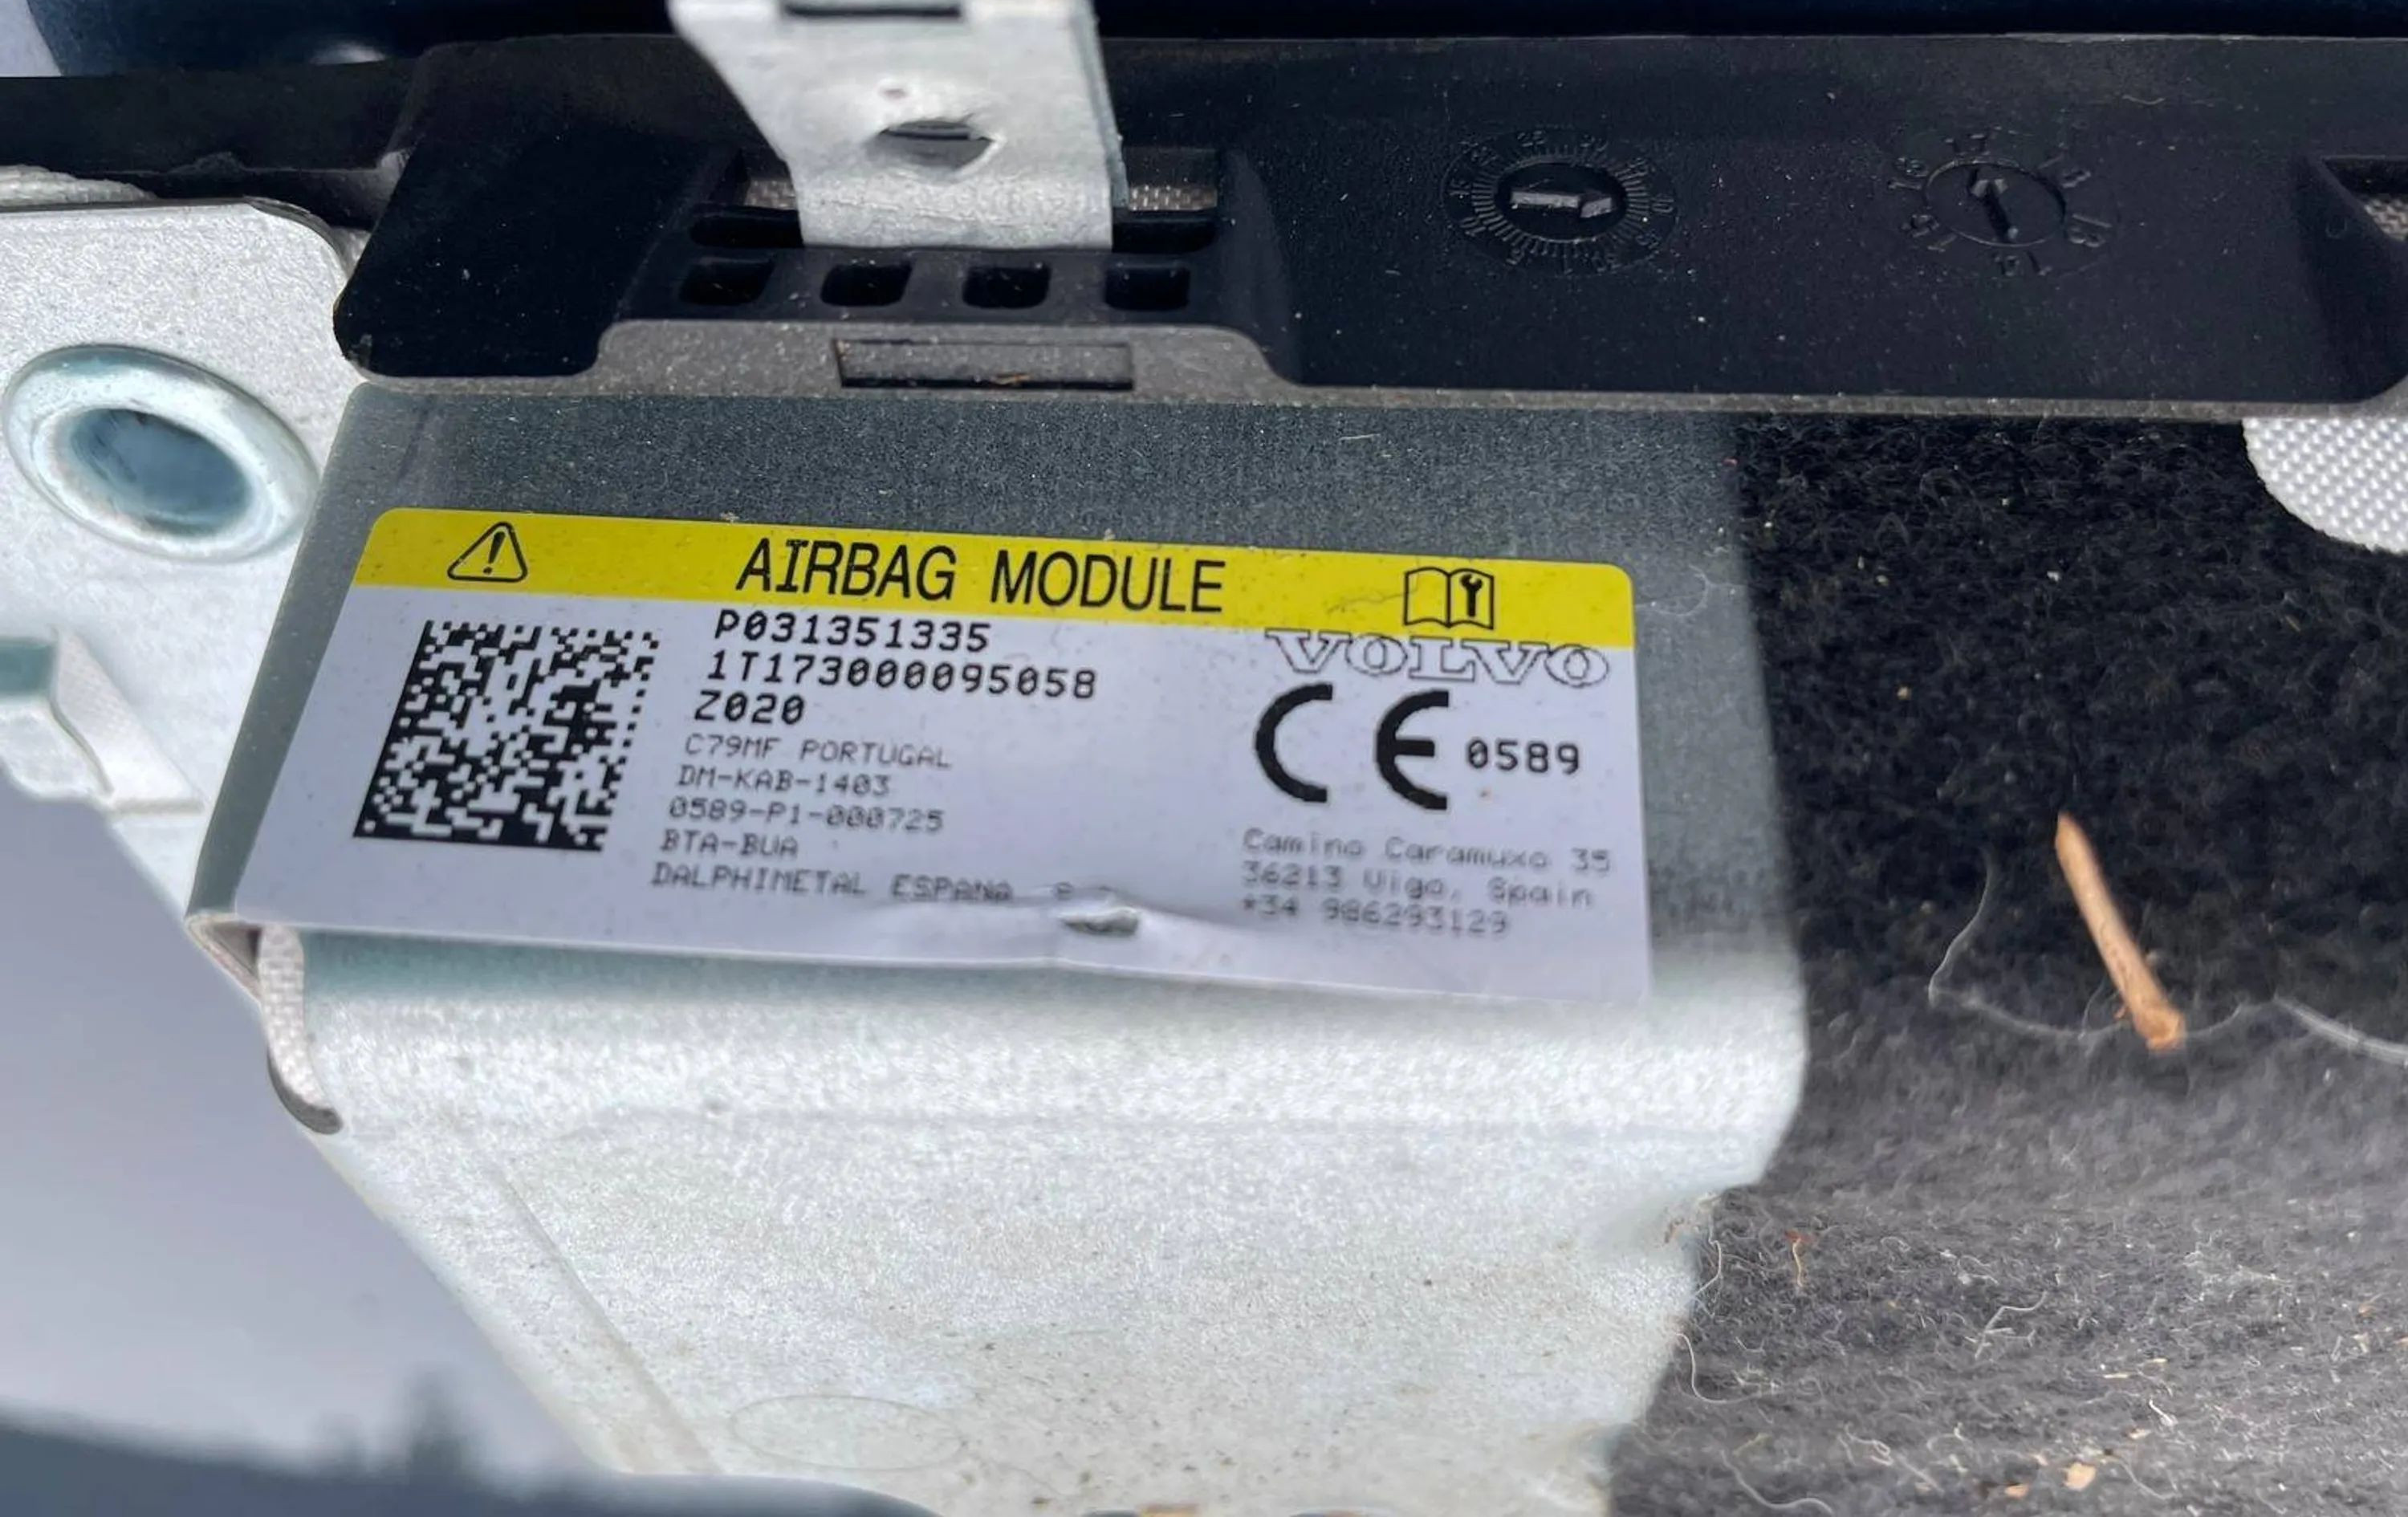 AIRBAG MODULE
P031351335
1T173000095058
Z020
C79MF PORTUGAL
DM-KAB-1403
0589-P1-000725
BTA-BUA
DALPHIMETAL ESPANA
VOLVO
CE 0589
Camino Caramuxo 35
36213 Vigo, Spain
+34 986293129